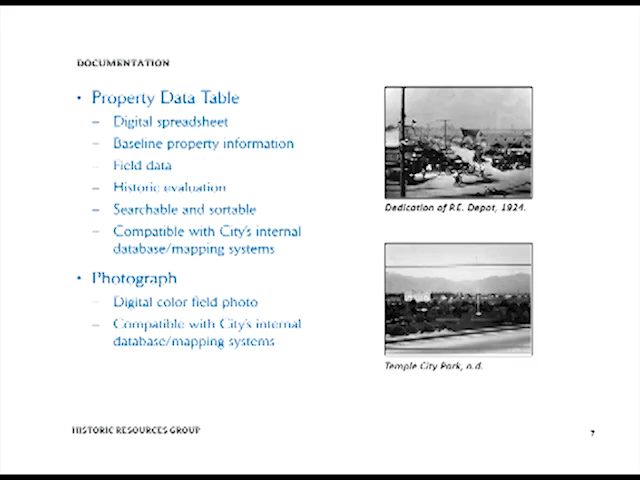 DOCUMENTATION
• Property Data Table
– Digital spreadsheet
– Baseline property information
– Field data
– Historic evaluation
– Searchable and sortable
– Compatible with City's internal
database/mapping systems
• Photograph
– Digital color field photo
– Compatible with City's internal
database/mapping systems
Dedication of P.E. Depot, 1924.
Temple City Park, n.d.
HISTORIC RESOURCES GROUP
7